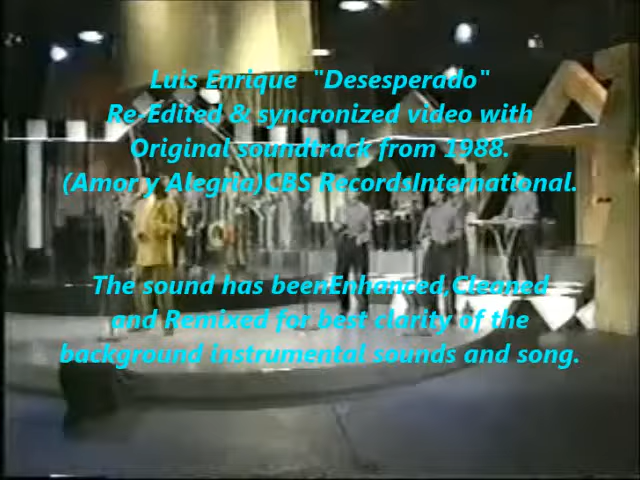 Luis Enrique "Desesperado"
Re-Edited & syncronized video with
Original soundtrack from 1988.
(Amor y Alegria)CBS RecordsInternational.
The sound has beenEnhanced,Cleaned
and Remixed for best clarity of the
background instrumental sounds and song.